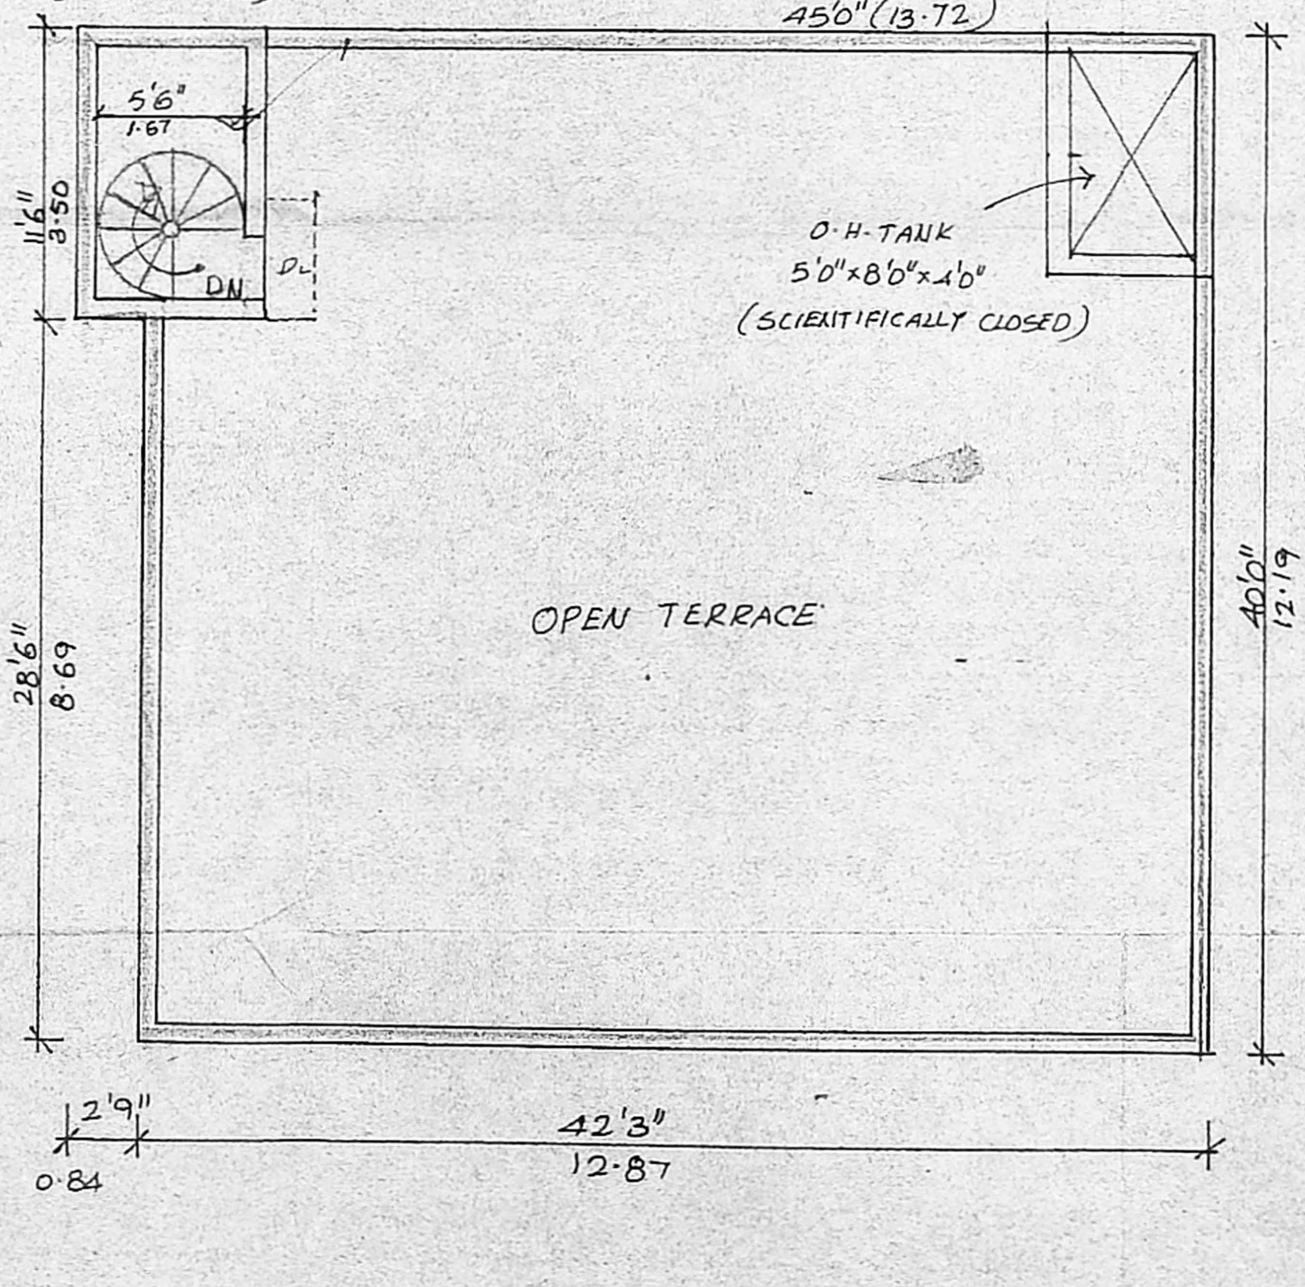 45'0" (13.72)
5'6"
1.67
11'6"
3.50
DN
O.H-TANK
5'0"x8'0"x4'0"
(SCIENTIFICALLY CLOSED)
OPEN TERRACE
28'6"
8.69
40'0"
12.19
2'9"
0.84
42'3"
12.87